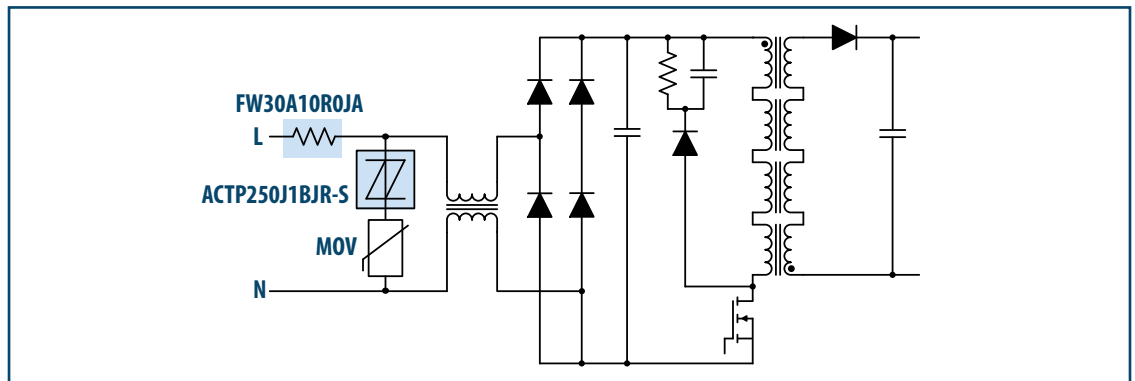 FW30A10R0JA
L
ACTP250J1BJR-S
MOV
N